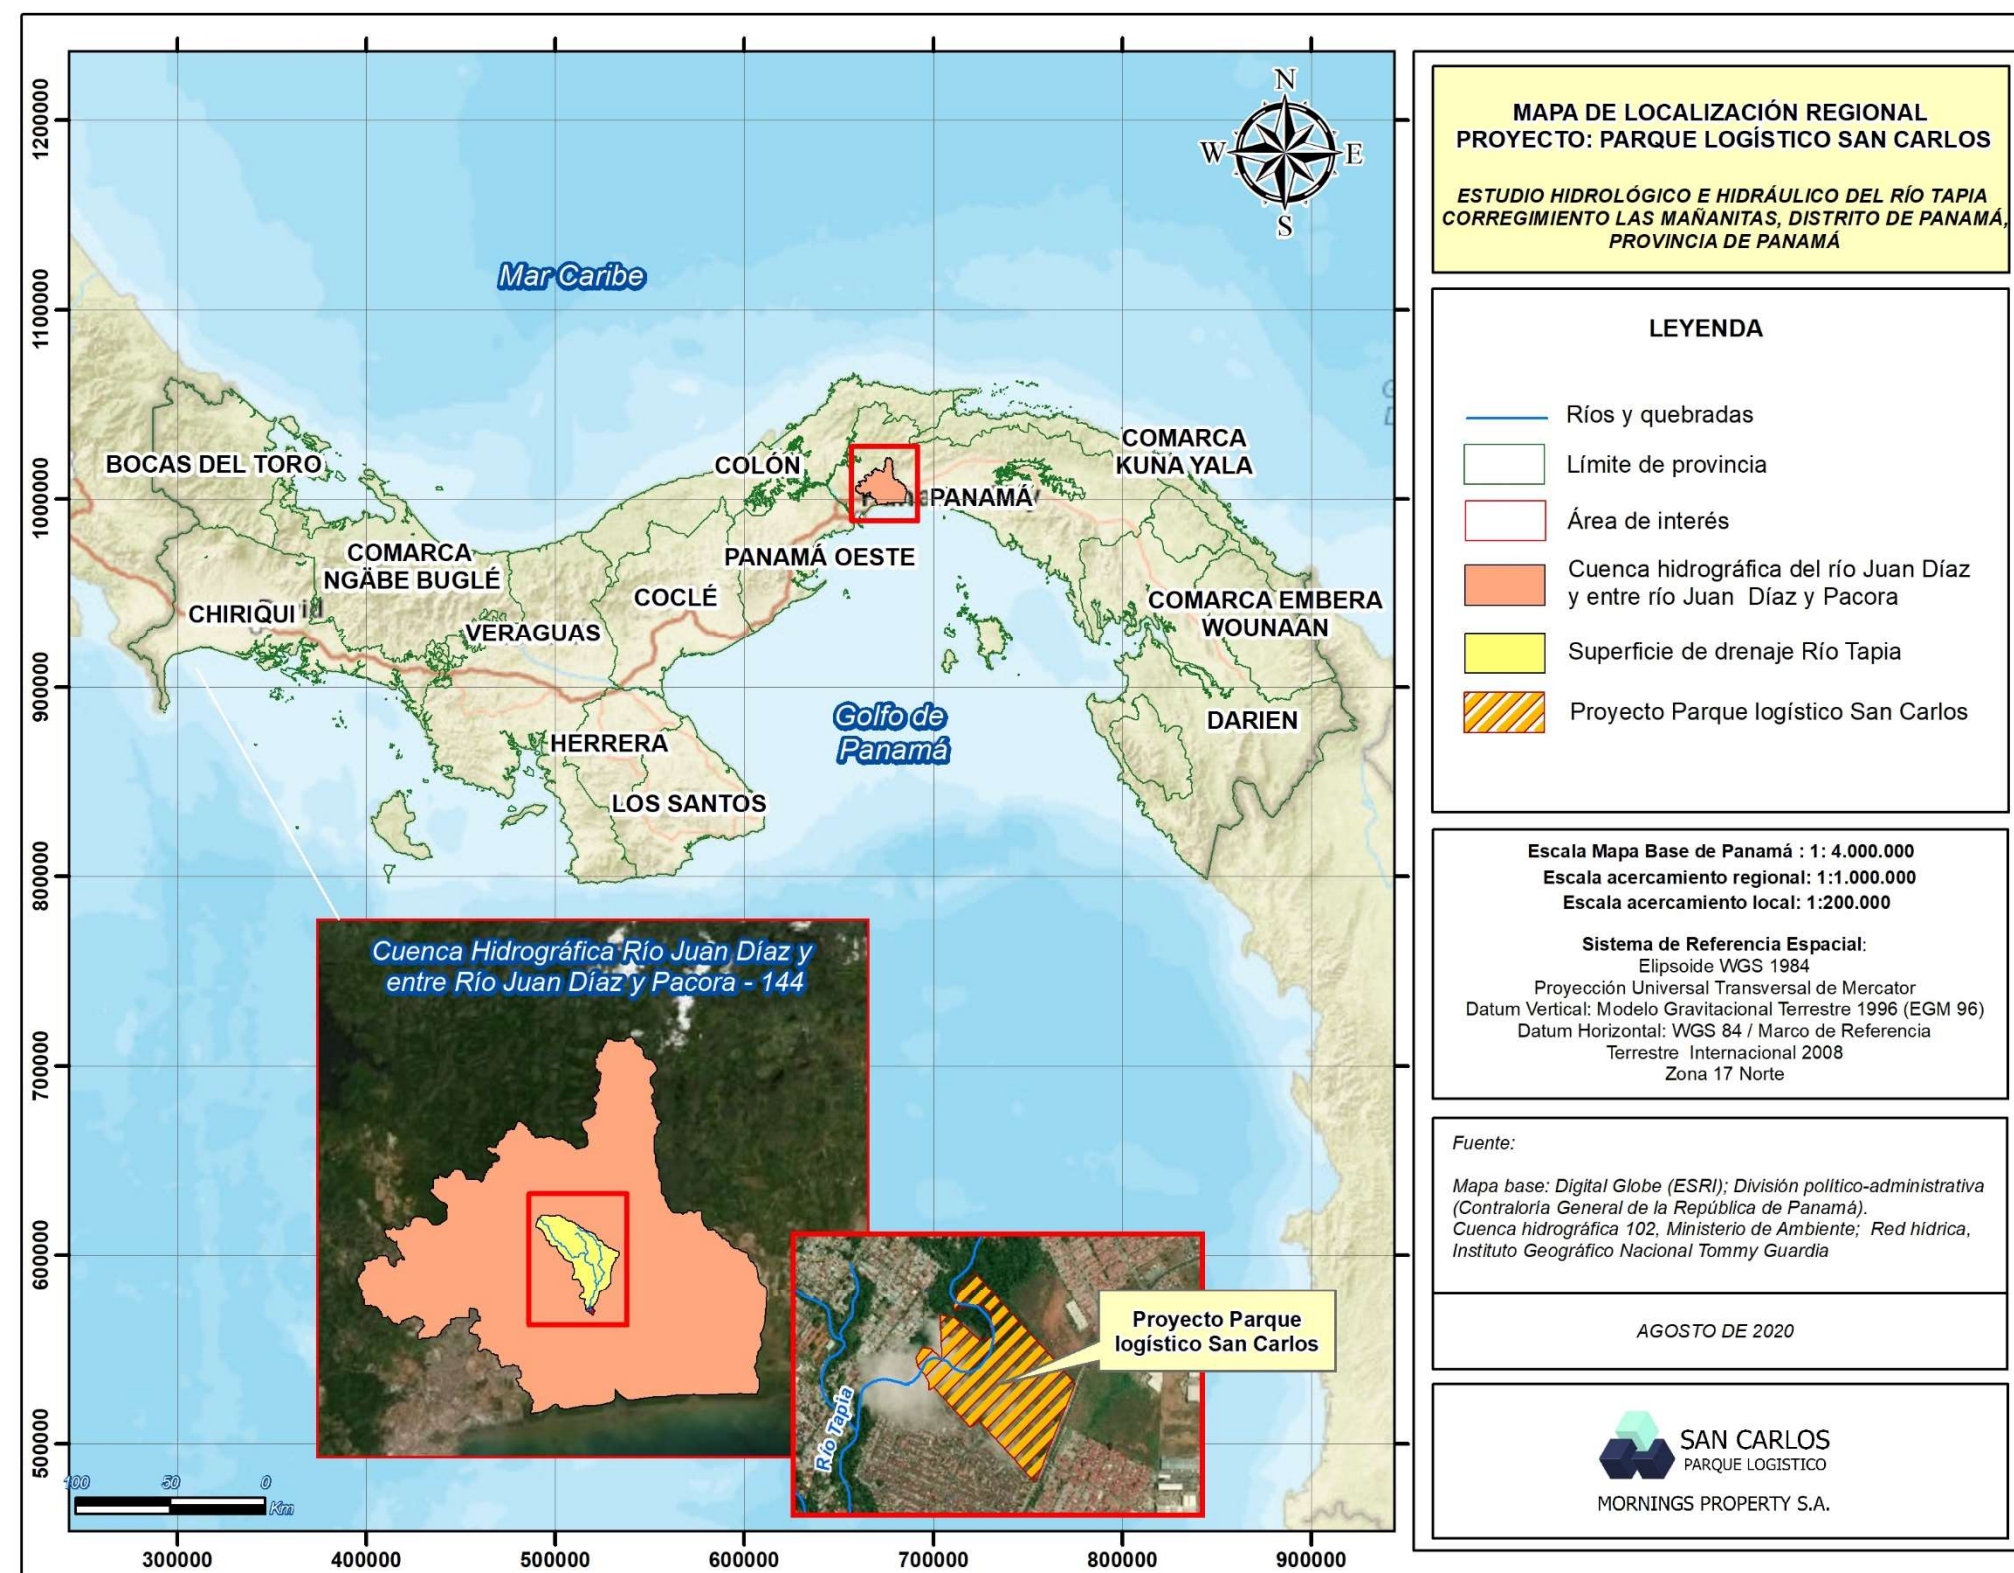 MAPA DE LOCALIZACIÓN REGIONAL
PROYECTO: PARQUE LOGÍSTICO SAN CARLOS
ESTUDIO HIDROLÓGICO E HIDRÁULICO DEL RÍO TAPIA
CORREGIMIENTO LAS MAÑANITAS, DISTRITO DE PANAMÁ,
PROVINCIA DE PANAMÁ
LEYENDA
Ríos y quebradas
Límite de provincia
Área de interés
Cuenca hidrográfica del río Juan Díaz
y entre río Juan Díaz y Pacora
Superficie de drenaje Río Tapia
Proyecto Parque logístico San Carlos
Escala Mapa Base de Panamá : 1: 4.000.000
Escala acercamiento regional: 1:1.000.000
Escala acercamiento local: 1:200.000
Sistema de Referencia Espacial:
Elipsoide WGS 1984
Proyección Universal Transversal de Mercator
Datum Vertical: Modelo Gravitacional Terrestre 1996 (EGM 96)
Datum Horizontal: WGS 84 / Marco de Referencia
Terrestre Internacional 2008
Zona 17 Norte
Fuente:
Mapa base: Digital Globe (ESRI); División político-administrativa
(Contraloría General de la República de Panamá).
Cuenca hidrográfica 102, Ministerio de Ambiente; Red hídrica,
Instituto Geográfico Nacional Tommy Guardia
AGOSTO DE 2020
SAN CARLOS
PARQUE LOGISTICO
MORNINGS PROPERTY S.A.
N
W
E
S
Mar Caribe
BOCAS DEL TORO
COLÓN
COMARCA
KUNA YALA
PANAMÁ
COMARCA
NGÄBE BUGLÉ
PANAMÁ OESTE
CHIRIQUI
VERAGUAS
COCLÉ
COMARCA EMBERA
WOUNAAN
Golfo de
Panamá
DARIEN
HERRERA
LOS SANTOS
Cuenca Hidrográfica Río Juan Díaz y
entre Río Juan Díaz y Pacora - 144
Proyecto Parque
logístico San Carlos
Río Tapia
100 50 0
Km
1200000
1100000
1000000
900000
800000
700000
600000
500000
300000 400000 500000 600000 700000 800000 900000